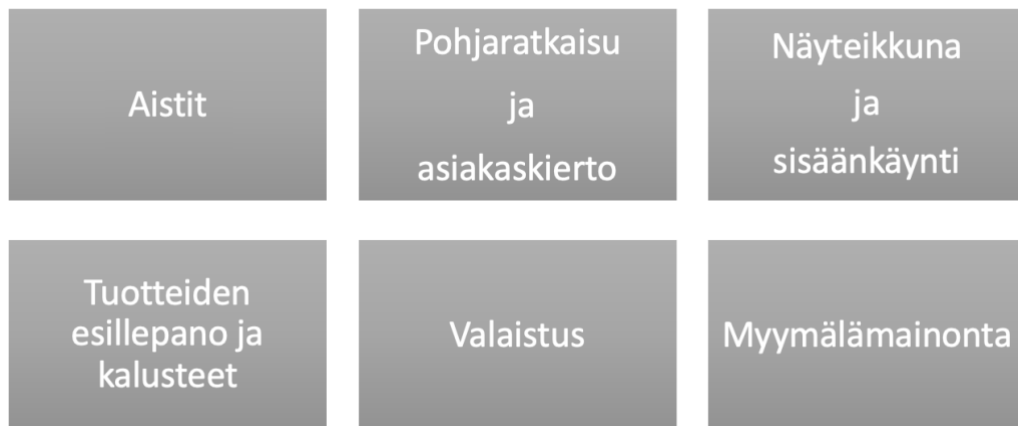 Aistit
Pohjaratkaisu
ja
asiakaskierto
Näyteikkuna
ja
sisäänkäynti
Tuotteiden
esillepano ja
kalusteet
Valaistus
Myymälämainonta